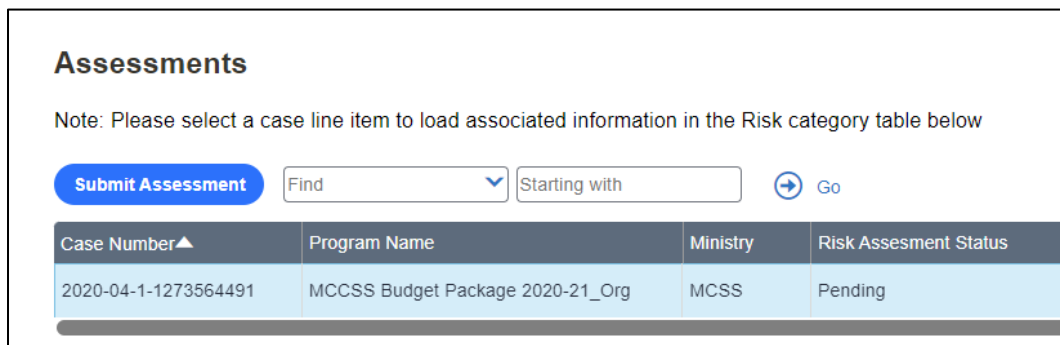 Assessments
Note: Please select a case line item to load associated information in the Risk category table below
Submit Assessment Find Starting with Go
Case Number▲ Program Name Ministry Risk Assesment Status
2020-04-1-1273564491 MCCSS Budget Package 2020-21_Org MCSS Pending